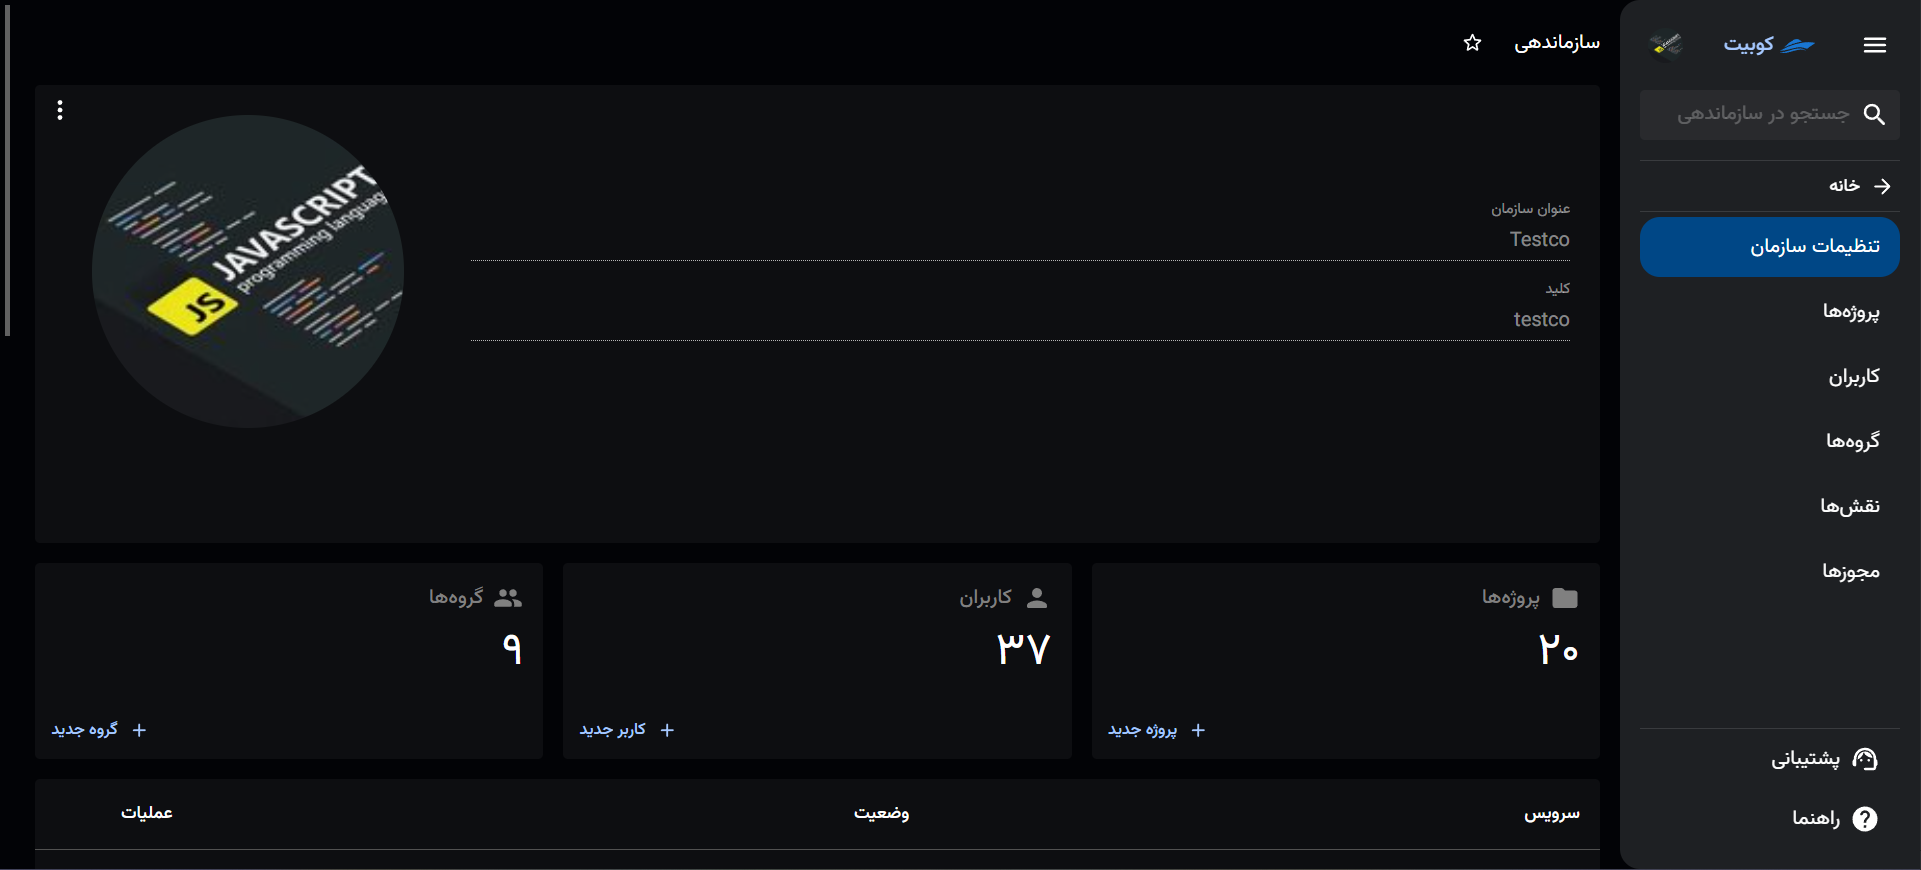 کوبیت
جستجو در سازماندهی
خانه
تنظیمات سازمان
پروژه‌ها
کاربران
گروه‌ها
نقش‌ها
مجوزها
پشتیبانی
راهنما
سازماندهی
عنوان سازمان
Testco
کلید
testco
JAVASCRIPT
programming languag
JS
پروژه‌ها
۲۰
+ پروژه جدید
کاربران
۳۷
+ کاربر جدید
گروه‌ها
۹
+ گروه جدید
سرویس وضعیت عملیات